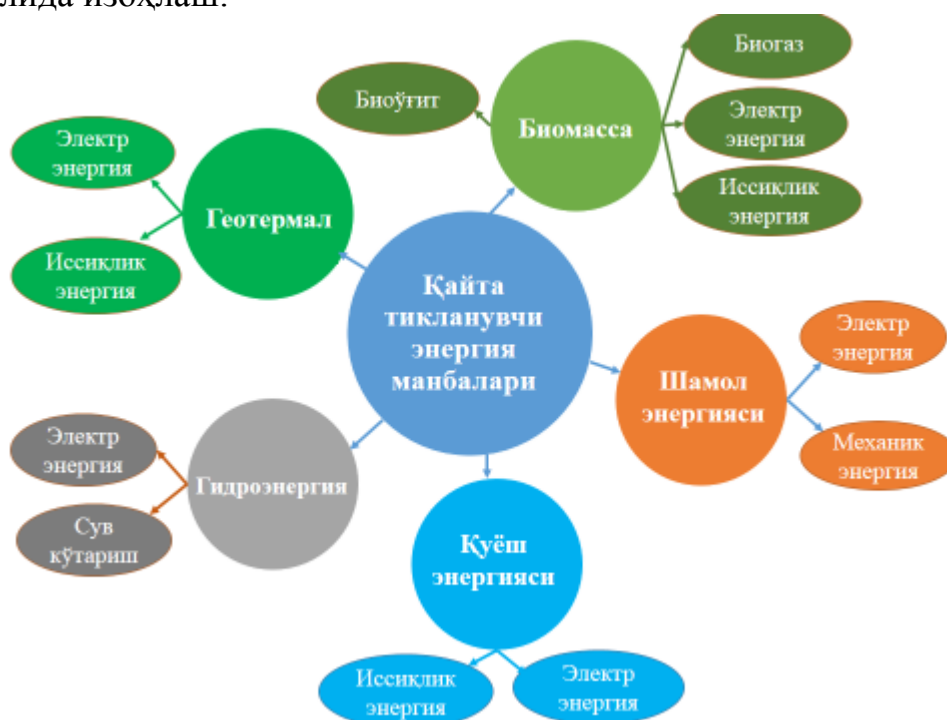 лида изоҳлаш.
Биогаз
Биоўғит
Биомасса
Электр
энергия
Иссиқлик
энергия
Электр
энергия
Геотермал
Иссиқлик
энергия
Қайта
тикланувчи
энергия
манбалари
Электр
энергия
Шамол
энергияси
Механик
энергия
Электр
энергия
Гидроэнергия
Сув
кўтариш
Қуёш
энергияси
Иссиқлик
энергия
Электр
энергия